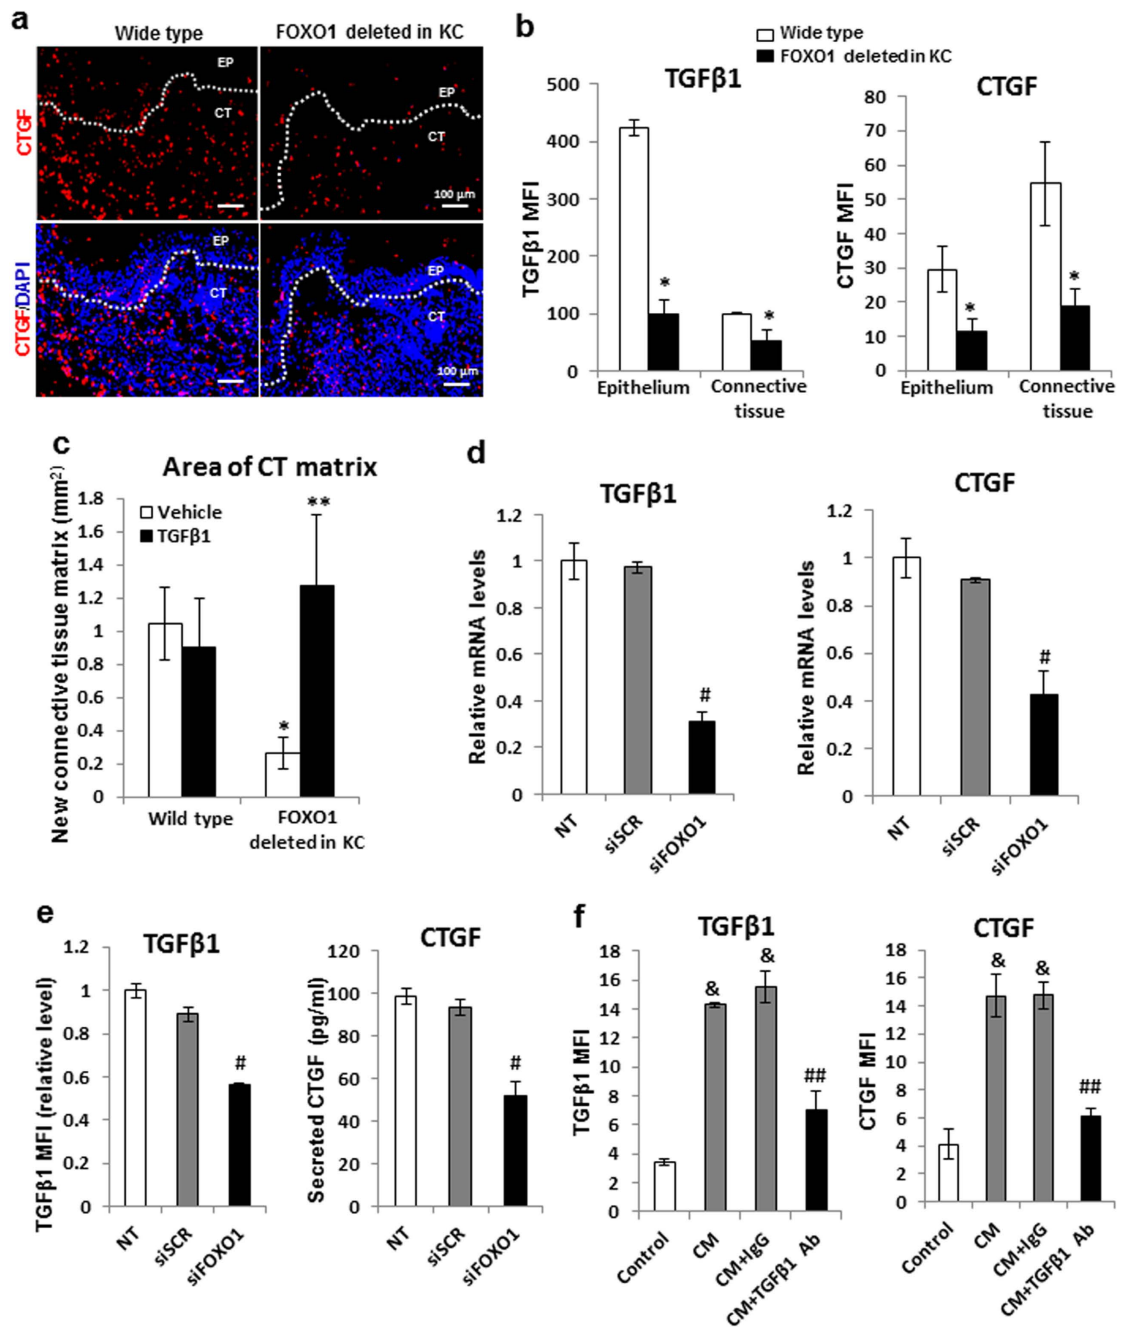 a
Wide type
FOXO1 deleted in KC
CTGF
EP
CT
EP
CT
100 µm
CTGF/DAPI
EP
CT
EP
CT
100 µm
b
Wide type
FOXO1 deleted in KC
TGFβ1
TGFβ1 MFI
500
400
300
200
100
0
*
*
Epithelium
Connective
tissue
CTGF
CTGF MFI
80
70
60
50
40
30
20
10
0
*
*
Epithelium
Connective
tissue
c
Area of CT matrix
New connective tissue matrix (mm²)
1.8
1.6
1.4
1.2
1
0.8
0.6
0.4
0.2
0
Vehicle
TGFβ1
*
**
Wild type
FOXO1
deleted in KC
d
TGFβ1
Relative mRNA levels
1.2
1
0.8
0.6
0.4
0.2
0
#
NT
siSCR
siFOXO1
CTGF
Relative mRNA levels
1.2
1
0.8
0.6
0.4
0.2
0
#
NT
siSCR
siFOXO1
e
TGFβ1
TGFβ1 MFI (relative level)
1.2
1
0.8
0.6
0.4
0.2
0
#
NT
siSCR
siFOXO1
CTGF
Secreted CTGF (pg/ml)
120
100
80
60
40
20
0
#
NT
siSCR
siFOXO1
f
TGFβ1
TGFβ1 MFI
18
16
14
12
10
8
6
4
2
0
&
&
##
Control
CM
CM+IgG
CM+TGFβ1 Ab
CTGF
CTGF MFI
18
16
14
12
10
8
6
4
2
0
&
&
##
Control
CM
CM+IgG
CM+TGFβ1 Ab